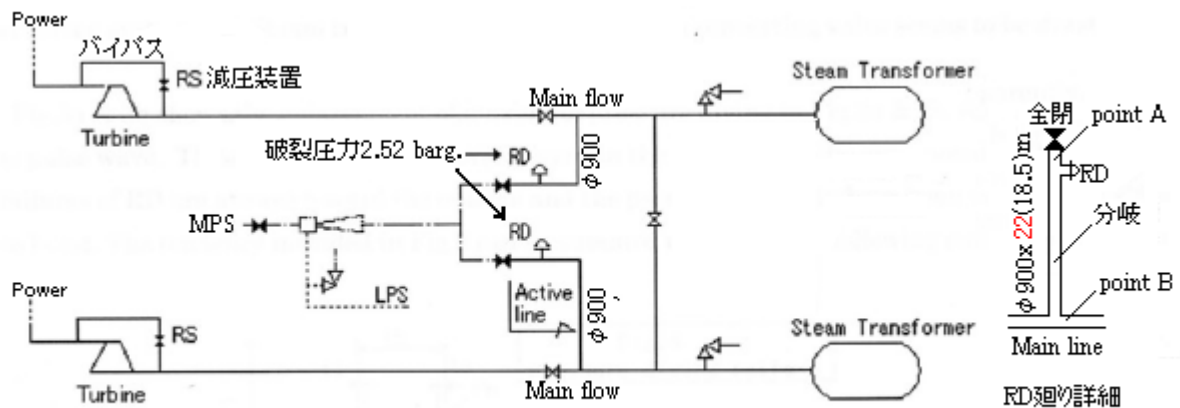 Power
バイパス
RS 減圧装置
Turbine
Main flow
Steam Transformer
破裂圧力2.52 barg.
RD
φ900
MPS
RD
LPS
Active
line
φ900
Power
RS
Turbine
Main flow
Steam Transformer
全閉
point A
RD
分岐
φ900x22(18.5)m
point B
Main line
RD廻り詳細